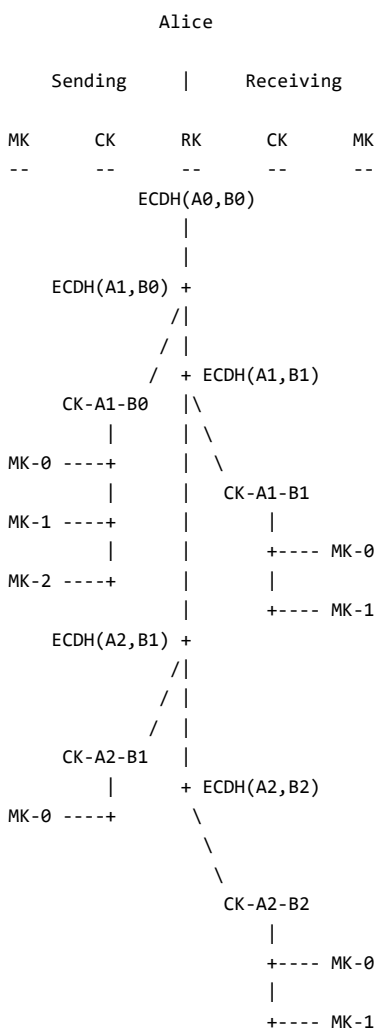 Alice
Sending | Receiving
MK CK RK CK MK
-- -- -- -- --
ECDH(A0,B0)
|
|
ECDH(A1,B0) +
/|
/ |
/ + ECDH(A1,B1)
CK-A1-B0 |\
| | \
MK-0 ----+ | \
| | CK-A1-B1
MK-1 ----+ | |
| | +---- MK-0
MK-2 ----+ | |
| +---- MK-1
ECDH(A2,B1) +
/|
/ |
/ |
CK-A2-B1 |
| + ECDH(A2,B2)
MK-0 ----+ \
\
\
CK-A2-B2
|
+---- MK-0
|
+---- MK-1